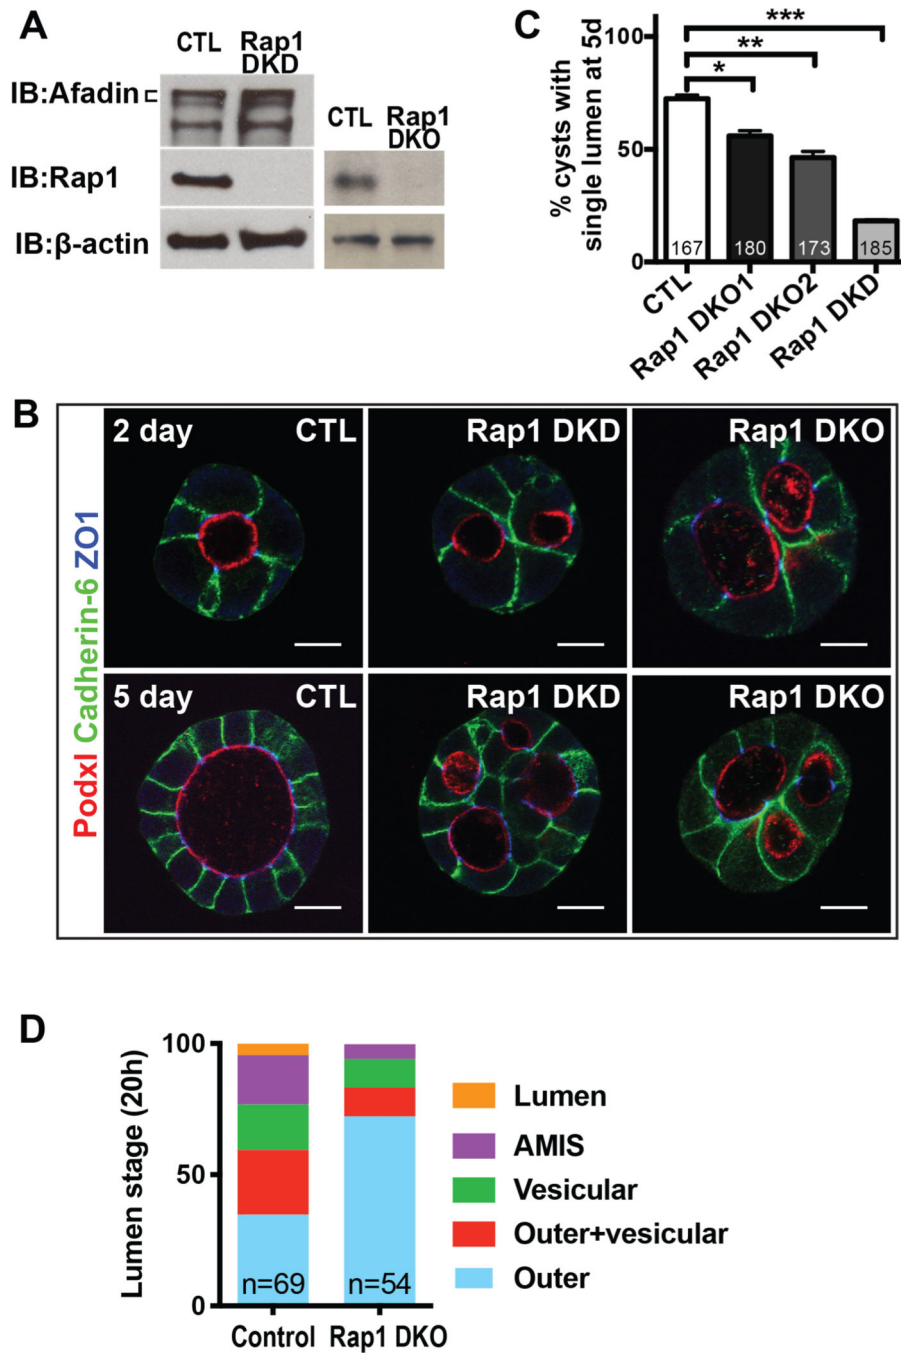 A
CTL Rap1 DKD
IB:Afadin
CTL Rap1 DKO
IB:Rap1
IB:β-actin
C
% cysts with
single lumen at 5d
100
50
0
*
**
***
167 180 173 185
CTL
Rap1 DKO1
Rap1 DKO2
Rap1 DKD
B
Podxl Cadherin-6 ZO1
2 day CTL
Rap1 DKD
Rap1 DKO
5 day CTL
Rap1 DKD
Rap1 DKO
D
Lumen stage (20h)
100
50
0
n=69 n=54
Control Rap1 DKO
Lumen
AMIS
Vesicular
Outer+vesicular
Outer